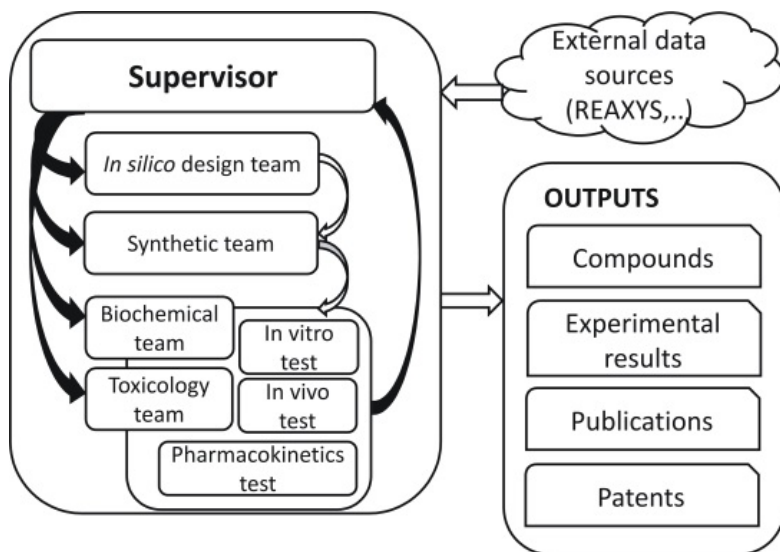 Supervisor
In silico design team
Synthetic team
Biochemical
team
Toxicology
team
In vitro
test
In vivo
test
Pharmacokinetics
test
External data
sources
(REAXYS,..)
OUTPUTS
Compounds
Experimental
results
Publications
Patents